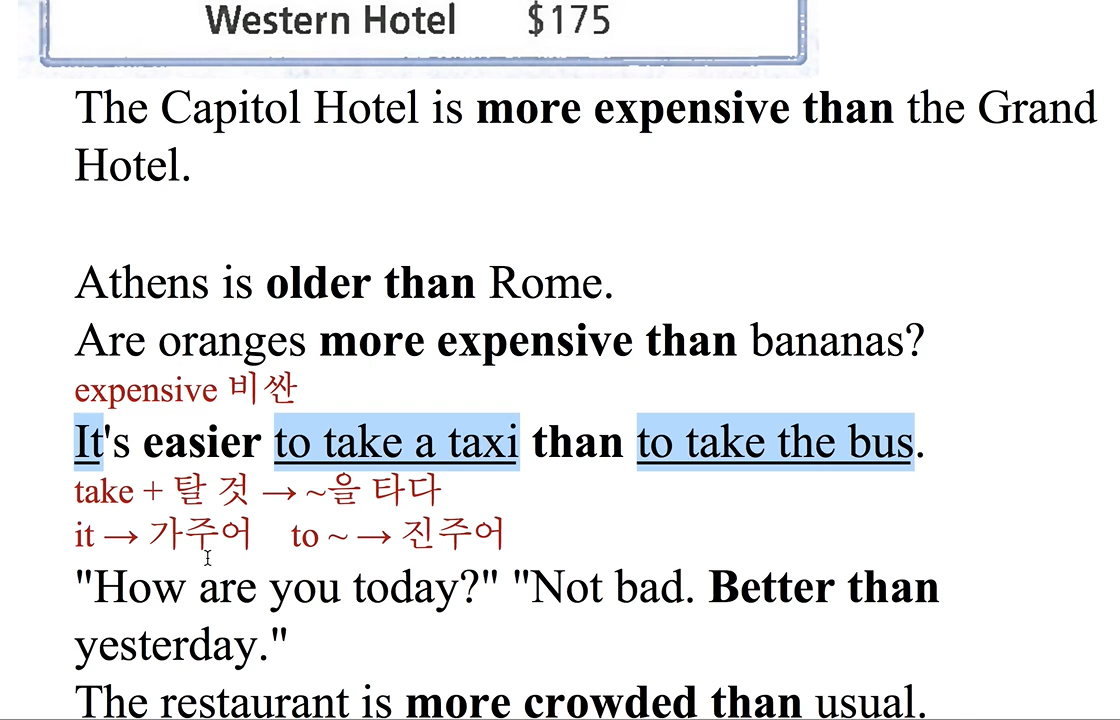 Western Hotel $175
The Capitol Hotel is more expensive than the Grand
Hotel.
Athens is older than Rome.
Are oranges more expensive than bananas?
expensive 비싼
It's easier to take a taxi than to take the bus.
take + 탈 것 → ~을 타다
it → 가주어 to ~ → 진주어
"How are you today?" "Not bad. Better than
yesterday."
The restaurant is more crowded than usual.